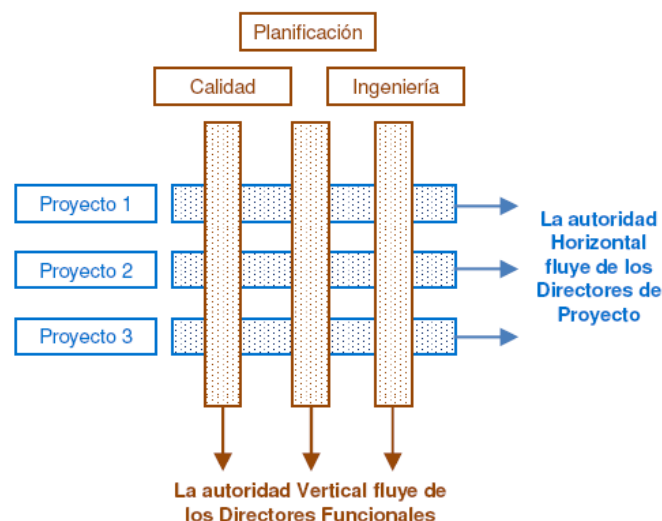 Planificación
Calidad
Ingeniería
Proyecto 1
Proyecto 2
Proyecto 3
La autoridad
Horizontal
fluye de los
Directores de
Proyecto
La autoridad Vertical fluye de
los Directores Funcionales